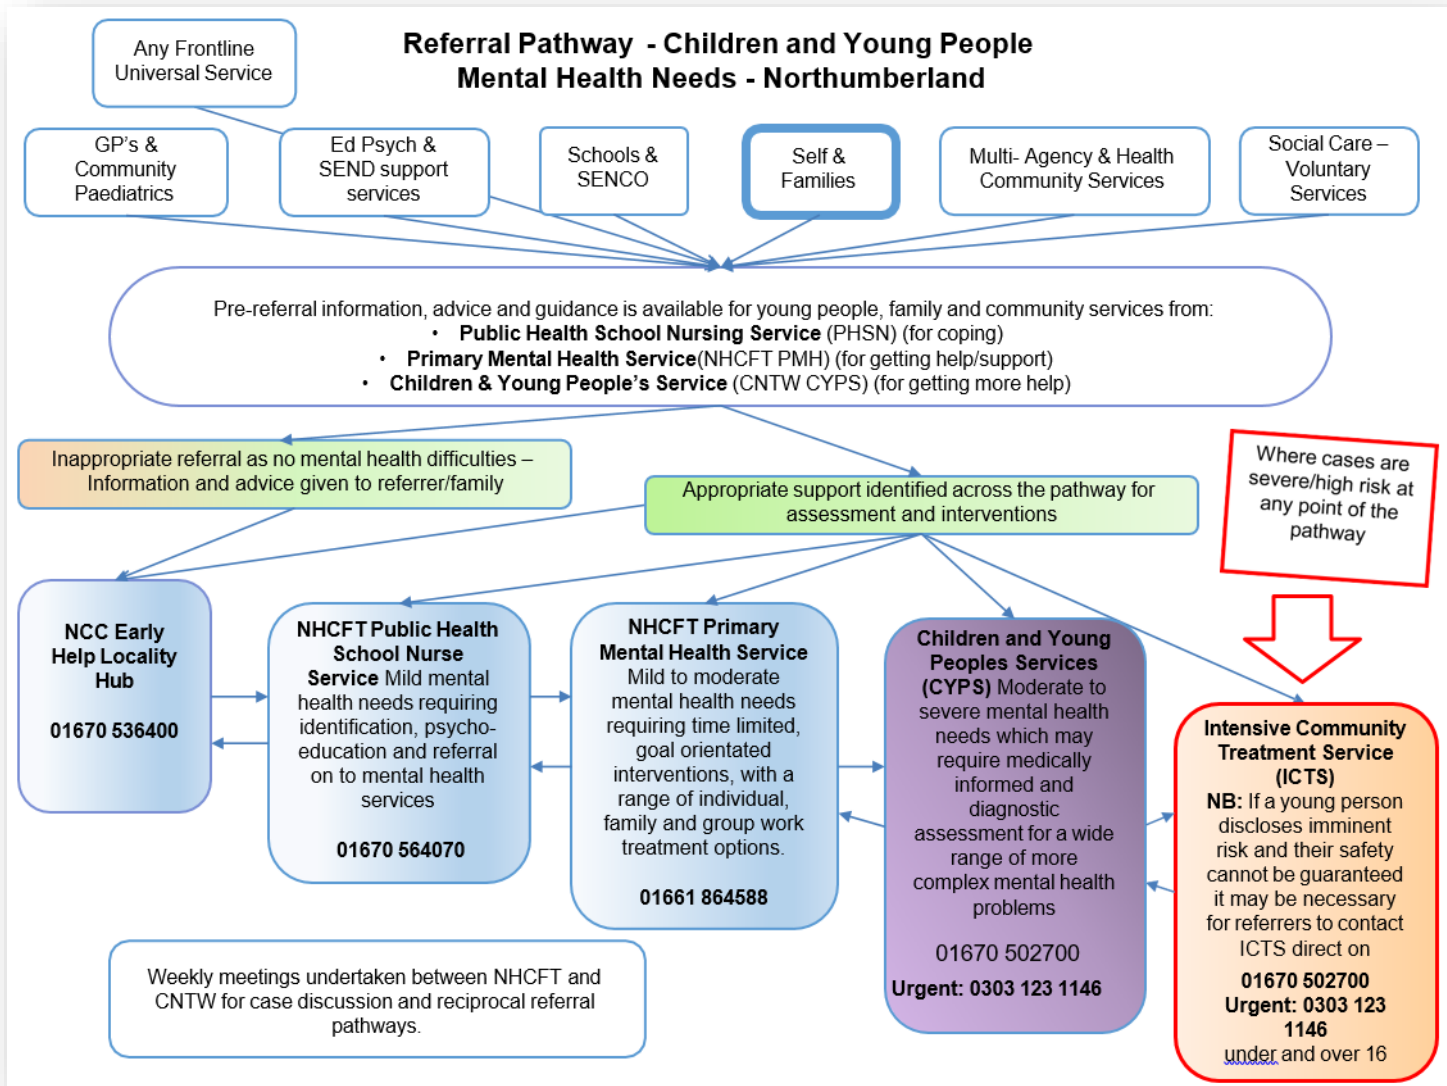 Any Frontline
Universal Service
Referral Pathway - Children and Young People
Mental Health Needs - Northumberland
GP's &
Community
Paediatrics
Ed Psych &
SEND support
services
Schools &
SENCO
Self &
Families
Multi- Agency & Health
Community Services
Social Care –
Voluntary
Services
Pre-referral information, advice and guidance is available for young people, family and community services from:
• Public Health School Nursing Service (PHSN) (for coping)
• Primary Mental Health Service(NHCFT PMH) (for getting help/support)
• Children & Young People's Service (CNTW CYPS) (for getting more help)
Inappropriate referral as no mental health difficulties –
Information and advice given to referrer/family
Appropriate support identified across the pathway for
assessment and interventions
Where cases are
severe/high risk at
any point of the
pathway
NCC Early
Help Locality
Hub
01670 536400
NHCFT Public Health
School Nurse
Service Mild mental
health needs requiring
identification, psycho-
education and referral
on to mental health
services
01670 564070
NHCFT Primary
Mental Health Service
Mild to moderate
mental health needs
requiring time limited,
goal orientated
interventions, with a
range of individual,
family and group work
treatment options.
01661 864588
Children and Young
Peoples Services
(CYPS) Moderate to
severe mental health
needs which may
require medically
informed and
diagnostic
assessment for a wide
range of more
complex mental health
problems
01670 502700
Urgent: 0303 123 1146
Intensive Community
Treatment Service
(ICTS)
NB: If a young person
discloses imminent
risk and their safety
cannot be guaranteed
it may be necessary
for referrers to contact
ICTS direct on
01670 502700
Urgent: 0303 123
1146
under and over 16
Weekly meetings undertaken between NHCFT and
CNTW for case discussion and reciprocal referral
pathways.